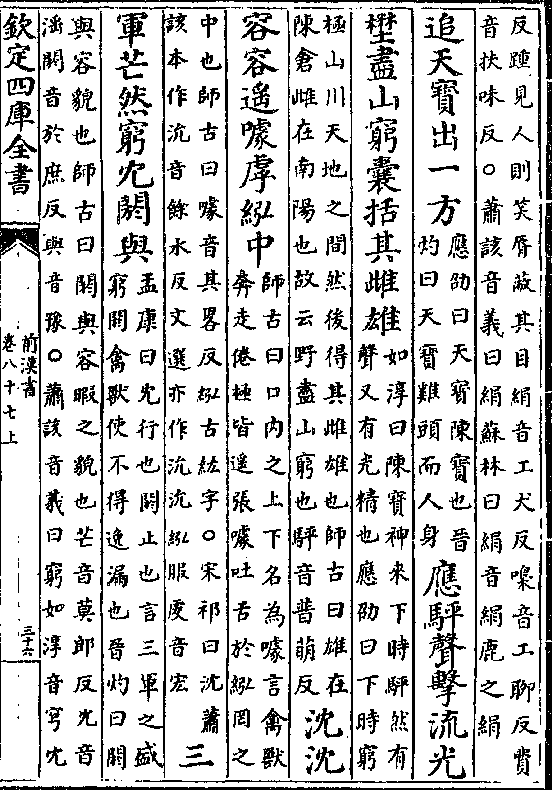 反踵見人則笑脣蔽其目絹音工犬反嘄音工聊反費
音扶味反○蕭該音義曰絹蘇林曰絹音絹鹿之絹
追天寶出一方
應劭曰天寶陳寶也晉
灼曰天寶雞頭而人身
應駍聲擊流光
壄盡山窮囊括其雌雄
如淳曰陳寶神來下時駍然有
聲又有光精也應劭曰下時窮
極山川天地之間然後得其雌雄也師古曰雄在
陳倉雌在南陽也故云野盡山窮也駍音普萌反
沈沈
容容遥噱虖紭中
師古曰口内之上下名為噱言禽獸
奔走倦極皆遥張噱吐舌於紭罔之
中也師古曰噱音其畧反紭古紘字○宋祁曰沈蕭
該本作沇音餘水反文選亦作沇沇紭服虔音宏
三
軍芒然窮冘閼與
孟康曰冘行也閼止也言三軍之盛
窮閼禽獸使不得逸漏也晉灼曰閼
與容貌也師古曰閼與容暇之貌也芒音莫郎反冘音
滛閼音於庶反與音豫○蕭該音義曰窮如淳音穹冘
欽定四庫全書
前漢書
卷八十七上
三十六